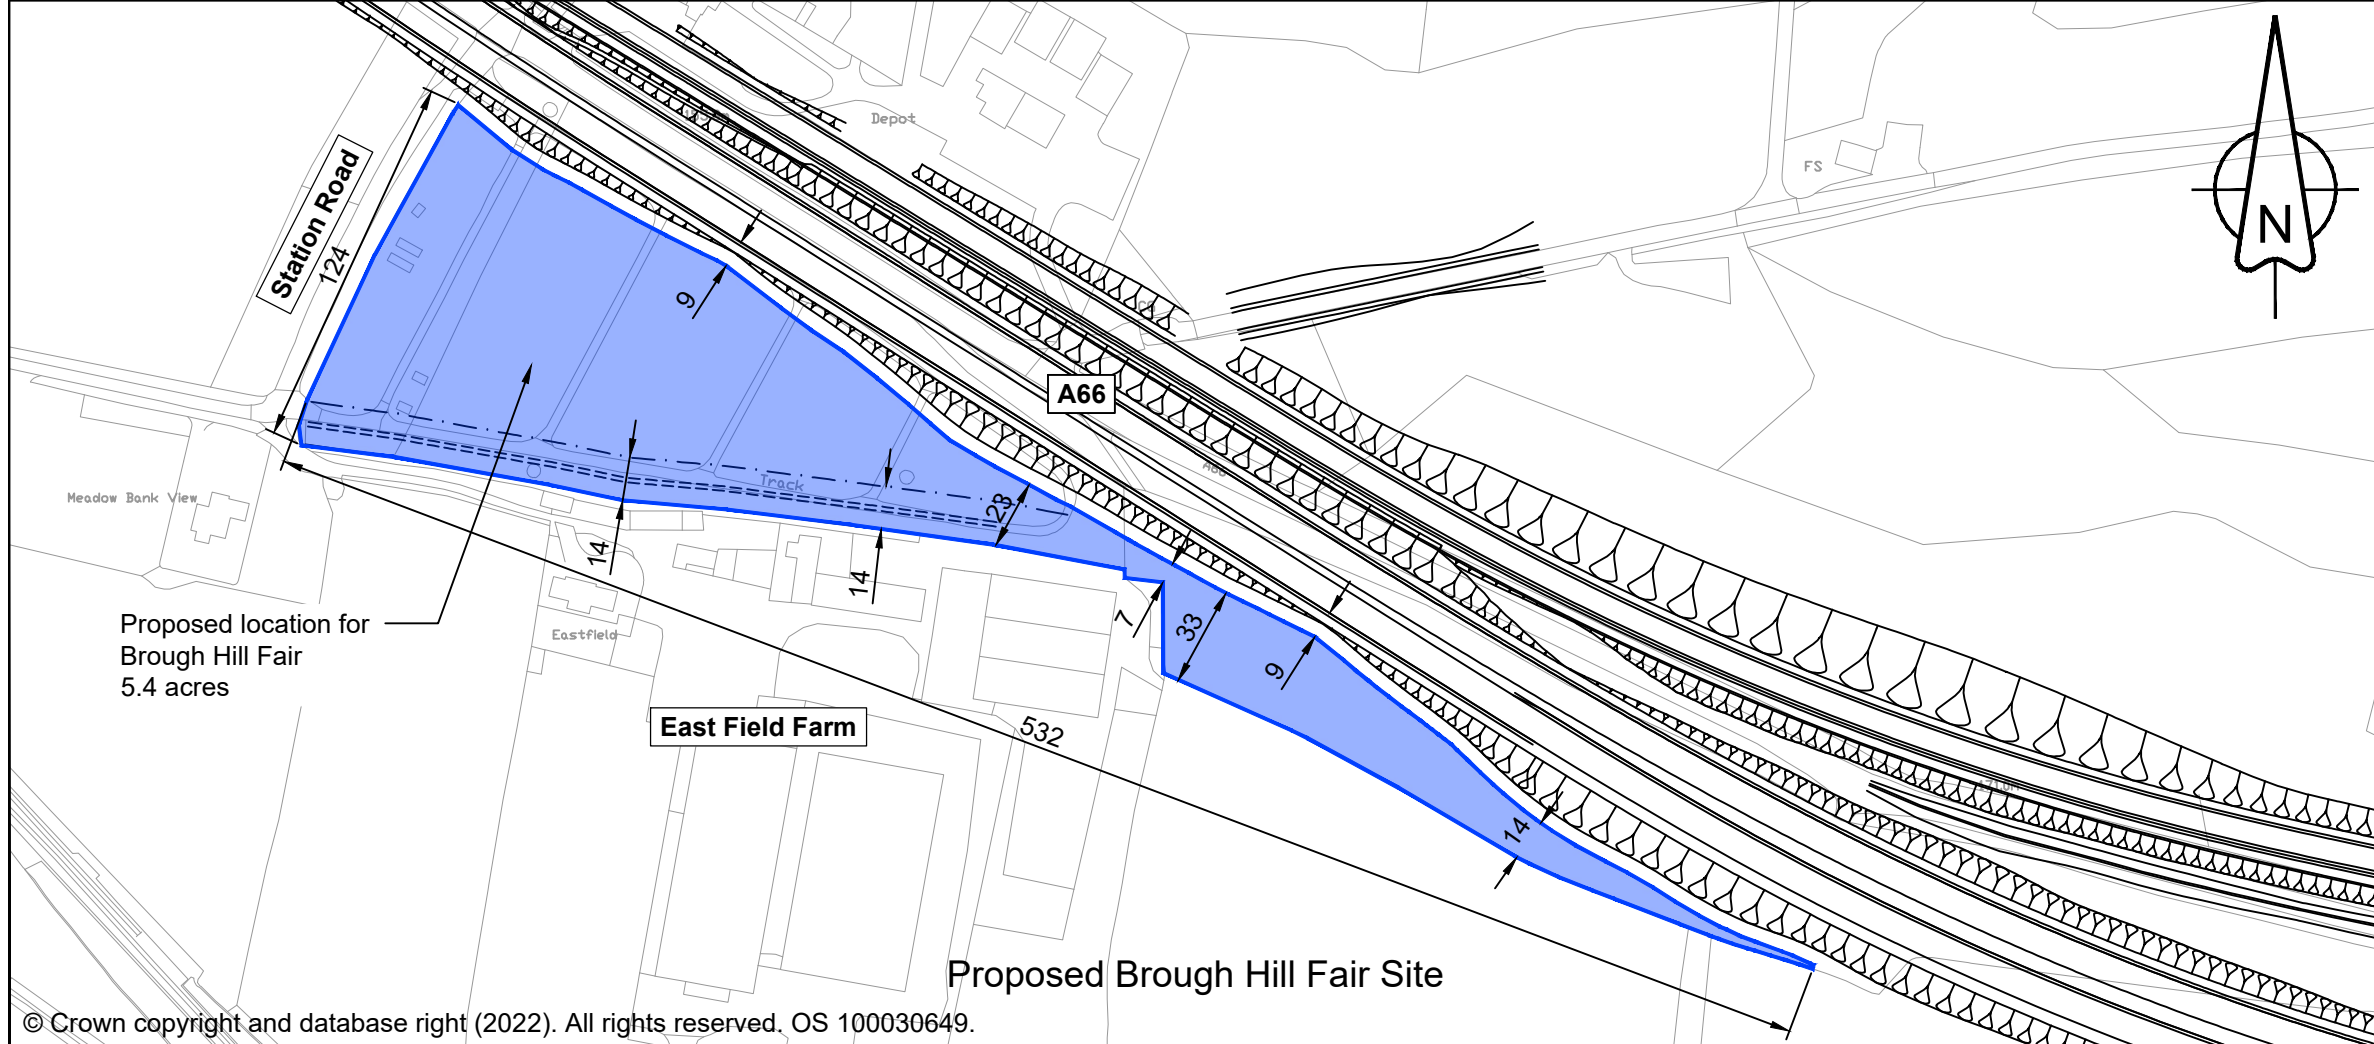 Depot
FS
N
Station Road
124
9
CG
A66
A66
Meadow Bank View
Track
23
14
14
7
33
9
Proposed location for
Brough Hill Fair
5.4 acres
Eastfield
East Field Farm
532
14
Proposed Brough Hill Fair Site
© Crown copyright and database right (2022). All rights reserved. OS 100030649.